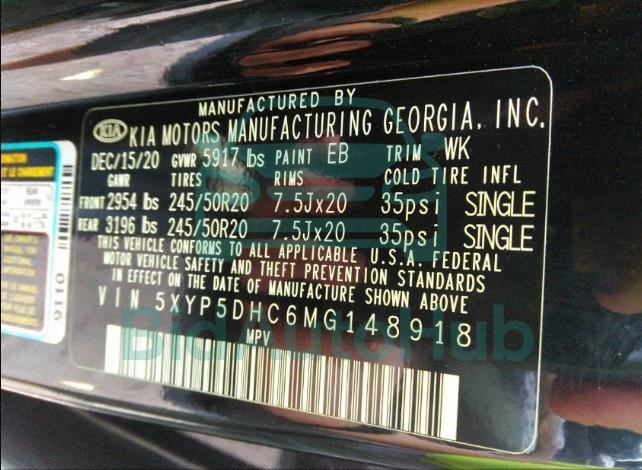 MANUFACTURED BY
KIA KIA MOTORS MANUFACTURING GEORGIA, INC.
DEC/15/20 GVWR 5917 lbs PAINT EB TRIM WK
GAWR TIRES RIMS COLD TIRE INFL
FRONT 2954 lbs 245/50R20 7.5Jx20 35psi SINGLE
REAR 3196 lbs 245/50R20 7.5Jx20 35psi SINGLE
THIS VEHICLE CONFORMS TO ALL APPLICABLE U.S.A. FEDERAL
MOTOR VEHICLE SAFETY AND THEFT PREVENTION STANDARDS
IN EFFECT ON THE DATE OF MANUFACTURE SHOWN ABOVE
VIN 5XYP5DHC6MG148918
MPV
9110
BidAutoHub